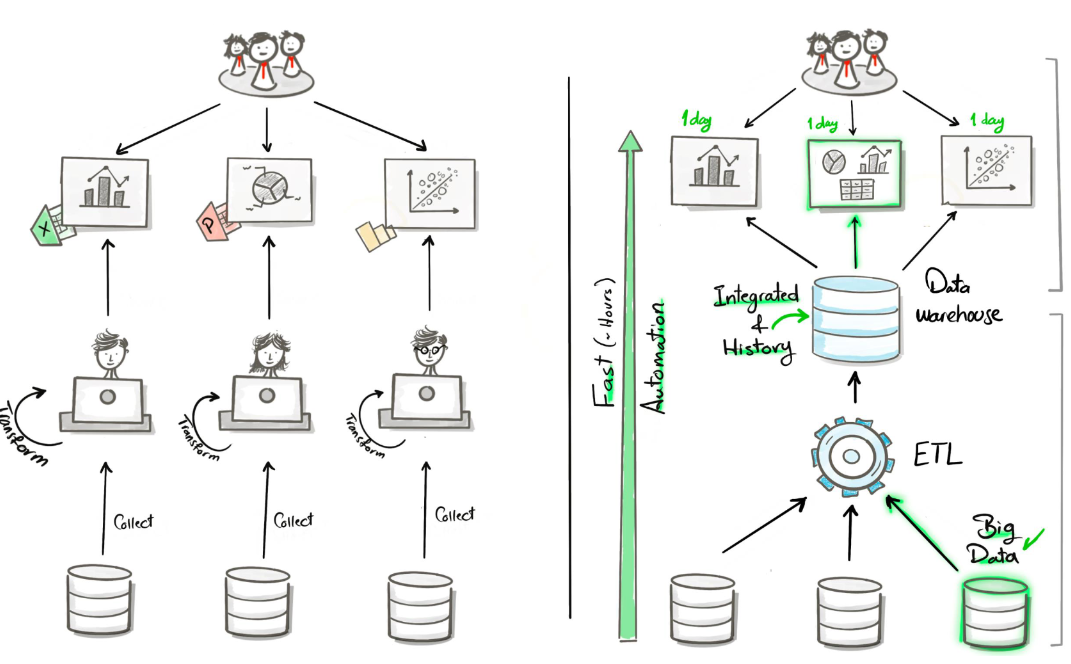 X
P
Transform
Transform
Transform
Collect
Collect
Collect
1 day
1 day
1 day
Fast (~Hours)
Automation
Integrated
&
History
Data
warehouse
ETL
Big
Data